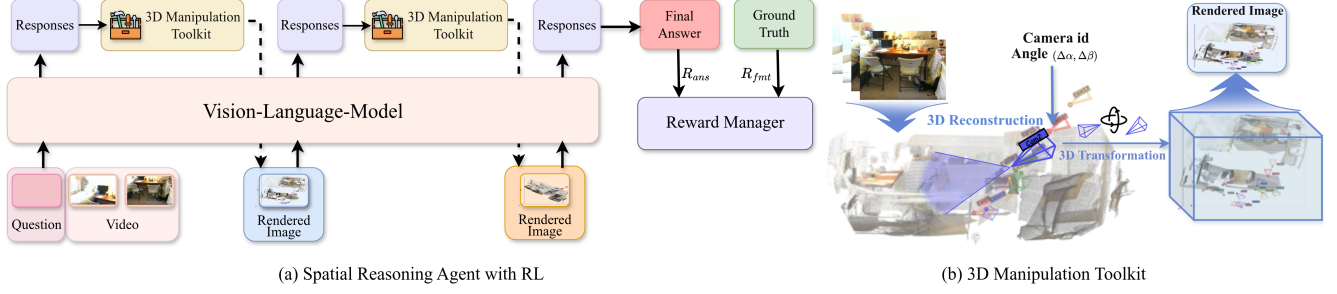 Responses
3D Manipulation
Toolkit
Responses
3D Manipulation
Toolkit
Responses
Final
Answer
Ground
Truth
R_ans
R_fmt
Reward Manager
Vision-Language-Model
Question
Video
Rendered
Image
Rendered
Image
(a) Spatial Reasoning Agent with RL
Rendered Image
Camera id
Angle (Δα, Δβ)
3D Reconstruction
Cam2
3D Transformation
(b) 3D Manipulation Toolkit